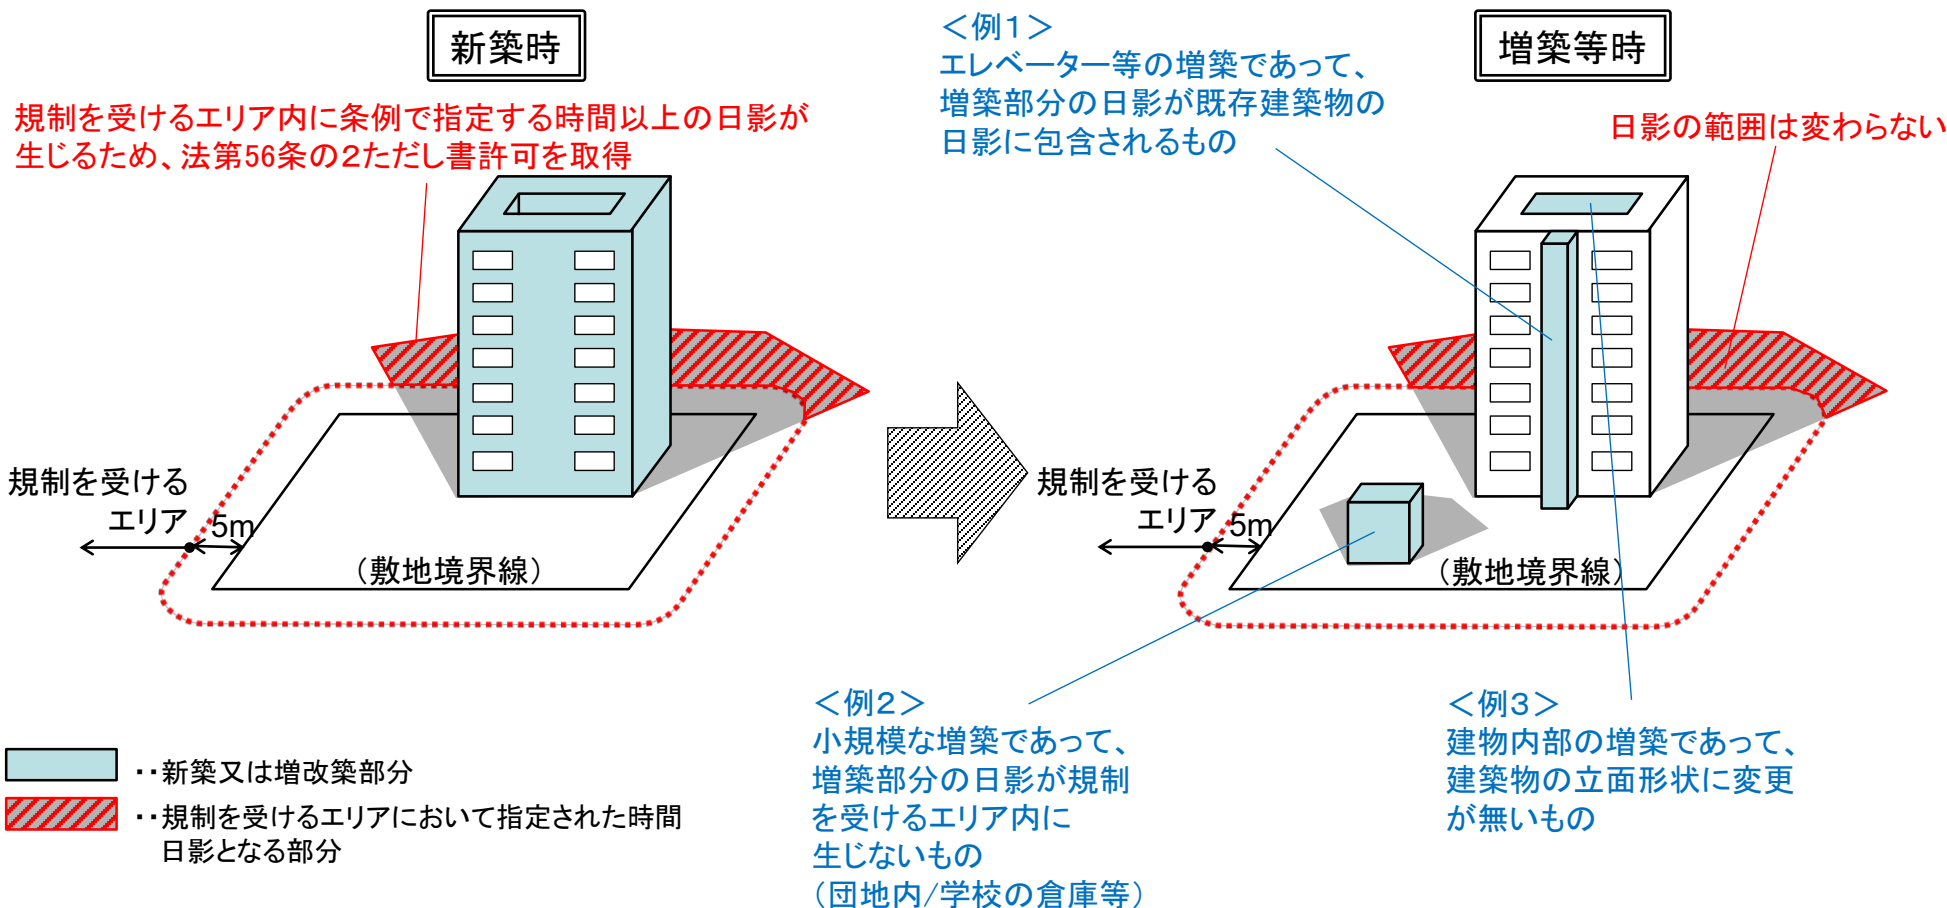 新築時
規制を受けるエリア内に条例で指定する時間以上の日影が
生じるため、法第56条の2ただし書許可を取得
規制を受ける
エリア
5m
（敷地境界線）
・・新築又は増改築部分
・・規制を受けるエリアにおいて指定された時間
日影となる部分
＜例1＞
エレベーター等の増築であって、
増築部分の日影が既存建築物の
日影に包含されるもの
増築等時
日影の範囲は変わらない
規制を受ける
エリア
5m
（敷地境界線）
＜例2＞
小規模な増築であって、
増築部分の日影が規制
を受けるエリア内に
生じないもの
（団地内/学校の倉庫等）
＜例3＞
建物内部の増築であって、
建築物の立面形状に変更
が無いもの